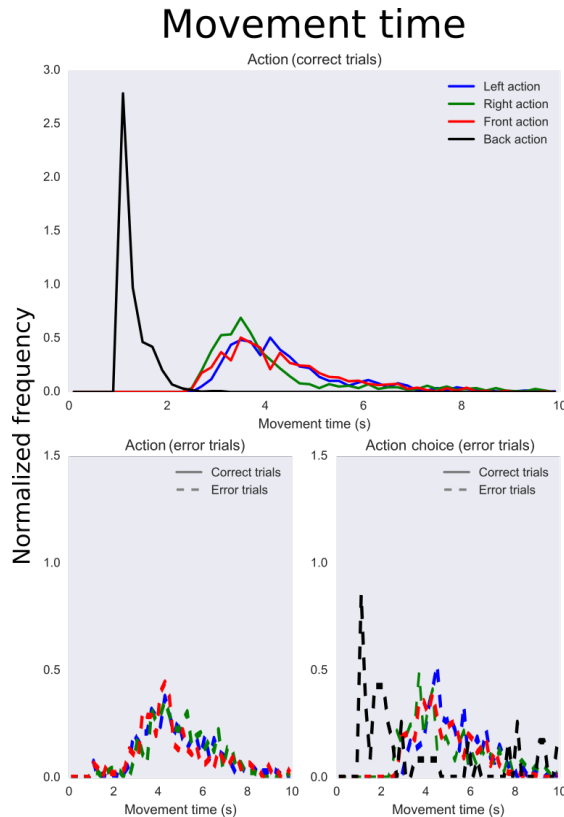 Movement time
Action (correct trials)
3.0
2.5
2.0
1.5
1.0
0.5
0.0
0
2
4
6
8
10
Left action
Right action
Front action
Back action
Movement time (s)
Normalized frequency
Action (error trials)
1.5
1.0
0.5
0.0
0
2
4
6
8
10
Correct trials
Error trials
Movement time (s)
Action choice (error trials)
1.5
1.0
0.5
0.0
0
2
4
6
8
10
Correct trials
Error trials
Movement time (s)